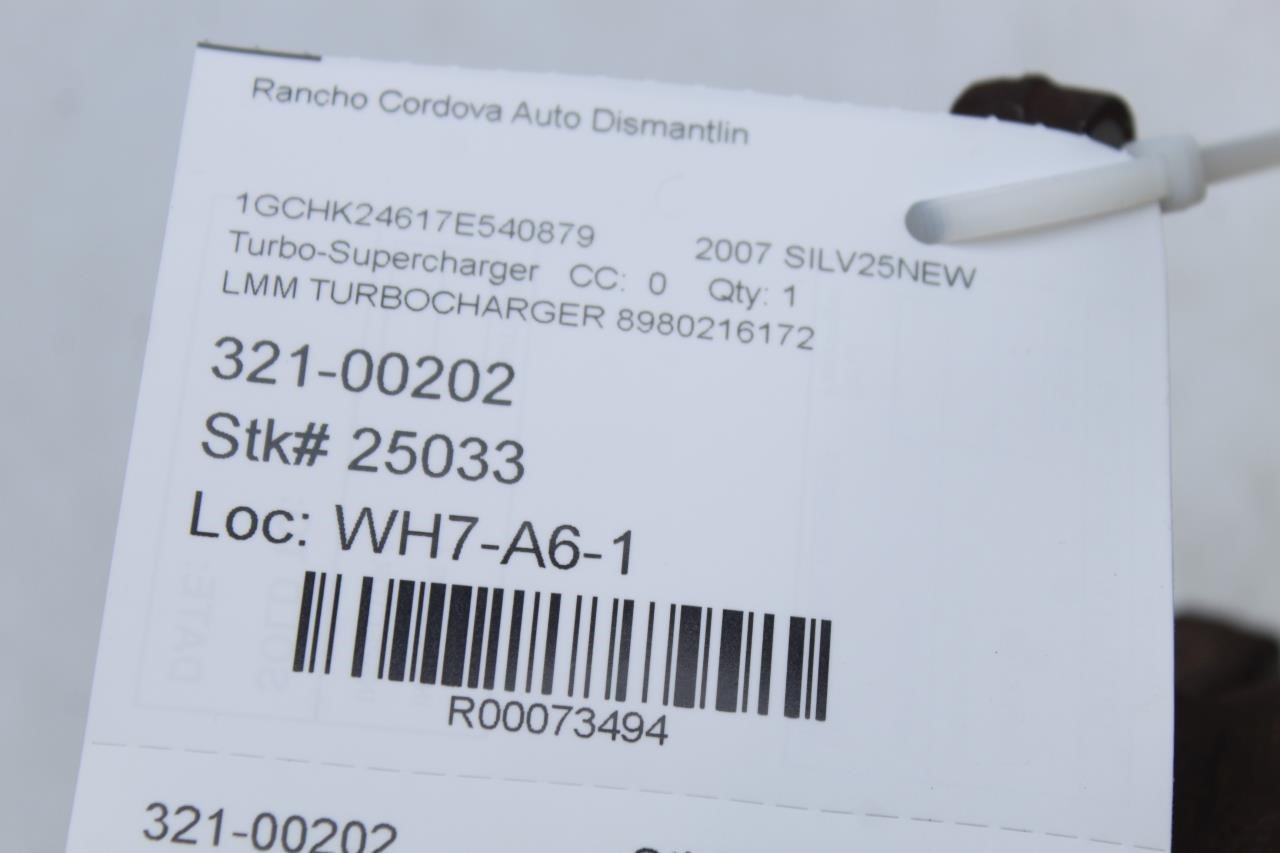 Rancho Cordova Auto Dismantlin
1GCHK24617E540879 2007 SILV25NEW
Turbo-Supercharger CC: 0 Qty: 1
LMM TURBOCHARGER 8980216172
321-00202
Stk# 25033
Loc: WH7-A6-1
R00073494
321-00202